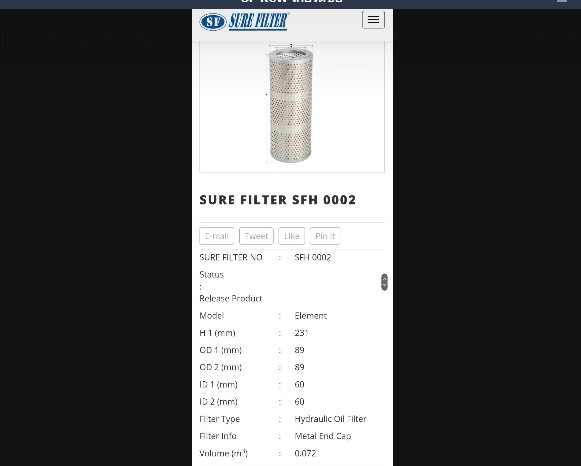 SF SURE FILTER
SURE FILTER SFH 0002
E-mail Tweet Like Pin it
SURE FILTER NO : SFH 0002
Status
:
Release Product
Model : Element
H 1 (mm) : 231
OD 1 (mm) : 89
OD 2 (mm) : 89
ID 1 (mm) : 60
ID 2 (mm) : 60
Filter Type : Hydraulic Oil Filter
Filter Info : Metal End Cap
Volume (m³) : 0.072